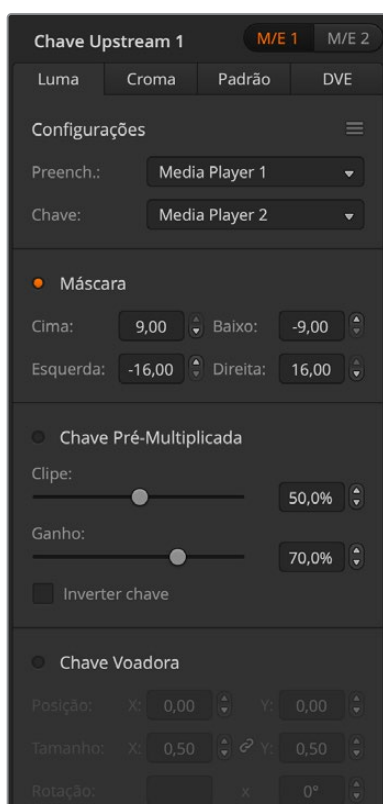 Chave Upstream 1 M/E 1 M/E 2
Luma Croma Padrão DVE
Configurações
Preench.: Media Player 1
Chave: Media Player 2
Máscara
Cima: 9,00 Baixo: -9,00
Esquerda: -16,00 Direita: 16,00
Chave Pré-Multiplicada
Clipe:
50,0%
Ganho:
70,0%
Inverter chave
Chave Voadora
Posição: X: 0,00 Y: 0,00
Tamanho: X: 0,50 Y: 0,50
Rotação: x 0°